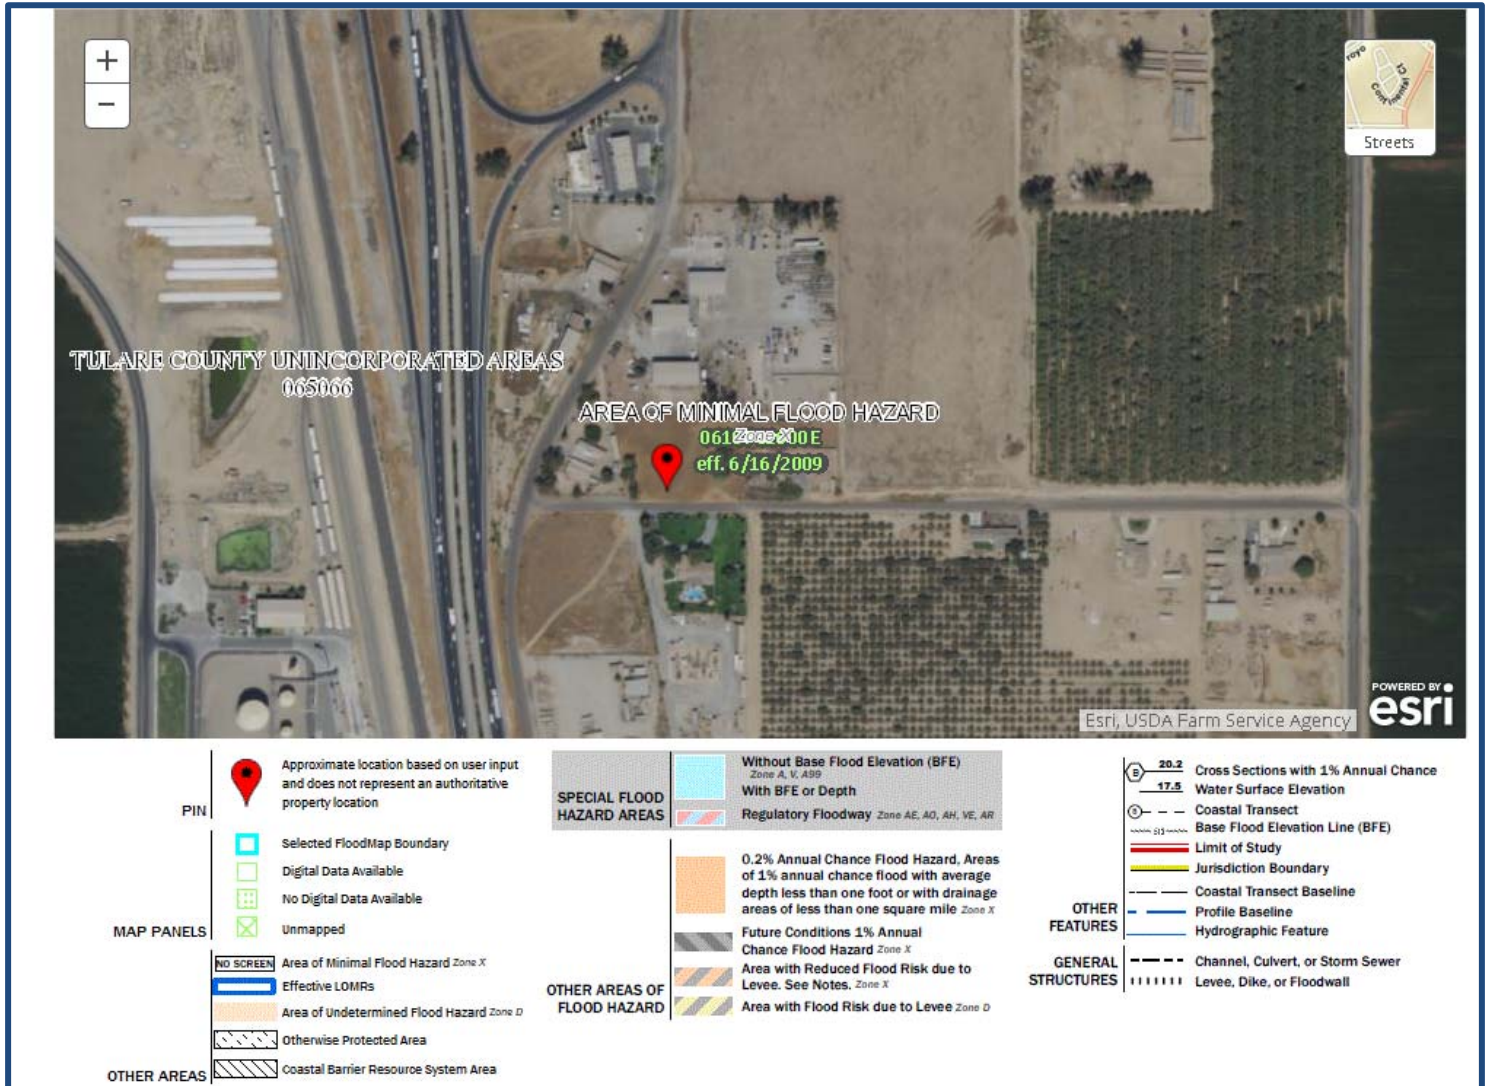 +
−
royo
Continental Ct
Streets
TULARE COUNTY UNINCORPORATED AREAS
065066
AREA OF MINIMAL FLOOD HAZARD
Zone X
eff. 6/16/2009
POWERED BY
esri
Esri, USDA Farm Service Agency
PIN
Approximate location based on user input
and does not represent an authoritative
property location
MAP PANELS
Selected FloodMap Boundary
Digital Data Available
No Digital Data Available
Unmapped
OTHER AREAS
NO SCREEN Area of Minimal Flood Hazard Zone X
Effective LOMRs
Area of Undetermined Flood Hazard Zone D
Otherwise Protected Area
Coastal Barrier Resource System Area
SPECIAL FLOOD
HAZARD AREAS
Without Base Flood Elevation (BFE)
Zone A, V, A99
With BFE or Depth
Regulatory Floodway Zone AE, AO, AH, VE, AR
OTHER AREAS OF
FLOOD HAZARD
0.2% Annual Chance Flood Hazard, Areas
of 1% annual chance flood with average
depth less than one foot or with drainage
areas of less than one square mile Zone X
Future Conditions 1% Annual
Chance Flood Hazard Zone X
Area with Reduced Flood Risk due to
Levee. See Notes. Zone X
Area with Flood Risk due to Levee Zone D
OTHER
FEATURES
B 20.2 Cross Sections with 1% Annual Chance
17.5 Water Surface Elevation
Coastal Transect
Base Flood Elevation Line (BFE)
Limit of Study
Jurisdiction Boundary
Coastal Transect Baseline
Profile Baseline
Hydrographic Feature
GENERAL
STRUCTURES
Channel, Culvert, or Storm Sewer
Levee, Dike, or Floodwall